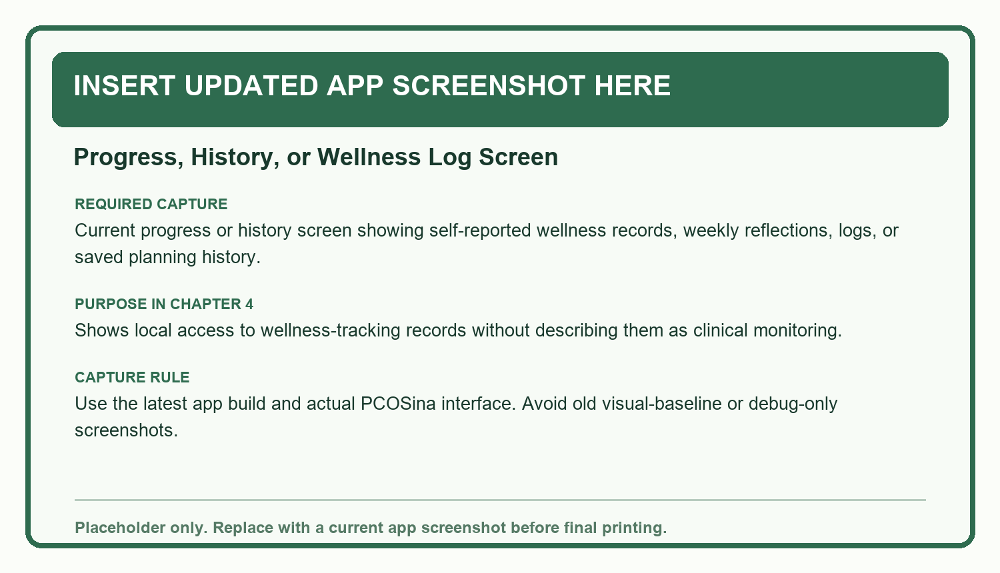 INSERT UPDATED APP SCREENSHOT HERE
Progress, History, or Wellness Log Screen
REQUIRED CAPTURE
Current progress or history screen showing self-reported wellness records, weekly reflections, logs, or
saved planning history.
PURPOSE IN CHAPTER 4
Shows local access to wellness-tracking records without describing them as clinical monitoring.
CAPTURE RULE
Use the latest app build and actual PCOSina interface. Avoid old visual-baseline or debug-only
screenshots.
Placeholder only. Replace with a current app screenshot before final printing.